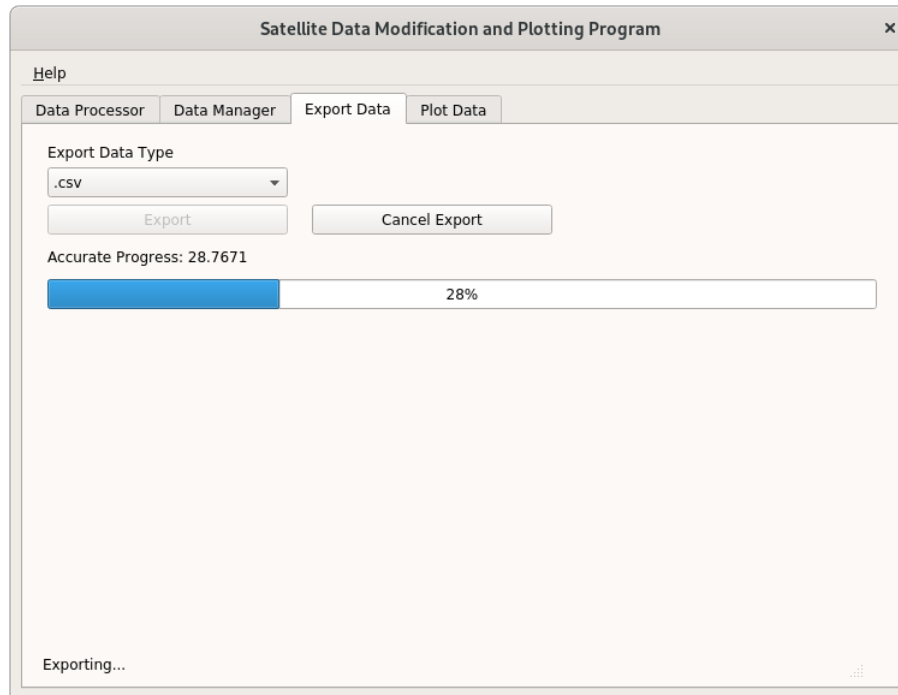 Satellite Data Modification and Plotting Program
Help
Data Processor Data Manager Export Data Plot Data
Export Data Type
.csv
Export Cancel Export
Accurate Progress: 28.7671
28%
Exporting...